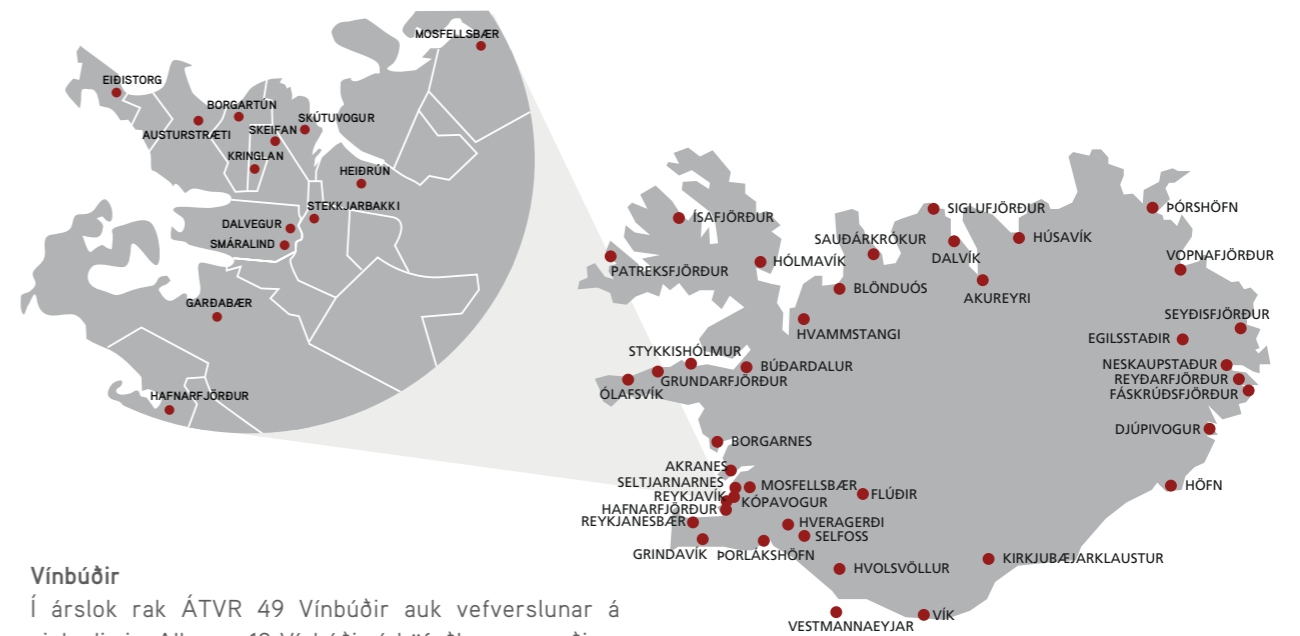 MOSFELLSBÆR
EIÐISTORG
BORGARTÚN
SKÚTUVOGUR
AUSTURSTRÆTI
SKEIFAN
KRINGLAN
HEIÐRÚN
STEKKJARBAKKI
DALVEGUR
SMÁRALIND
GARÐABÆR
HAFNARFJÖRÐUR
ÍSAFJÖRÐUR
SIGLUFJÖRÐUR
ÞÓRSHÖFN
SAUÐÁRKRÓKUR
HÚSAVÍK
DALVÍK
VOPNAFJÖRÐUR
PATREKSFJÖRÐUR
HÓLMAVÍK
BLÖNDUÓS
AKUREYRI
SEYÐISFJÖRÐUR
HVAMMSTANGI
EGILSSTAÐIR
STYKKISHÓLMUR
BÚÐARDALUR
NESKAUPSTAÐUR
GRUNDARFJÖRÐUR
REYÐARFJÖRÐUR
ÓLAFSVÍK
FÁSKRÚÐSFJÖRÐUR
DJÚPIVOGUR
BORGARNES
AKRANES
SELTJARNARNES
MOSFELLSBÆR
HÖFN
REYKJAVÍK
KÓPAVOGUR
FLÚÐIR
HAFNARFJÖRÐUR
REYKJANESBÆR
HVERAGERÐI
SELFOSS
GRINDAVÍK
ÞORLÁKSHÖFN
KIRKJUBÆJARKLAUSTUR
HVOLSVÖLLUR
VÍK
VESTMANNAEYJAR
Vínbúðir
Í árslok rak ÁTVR 49 Vínbúðir auk vefverslunar á